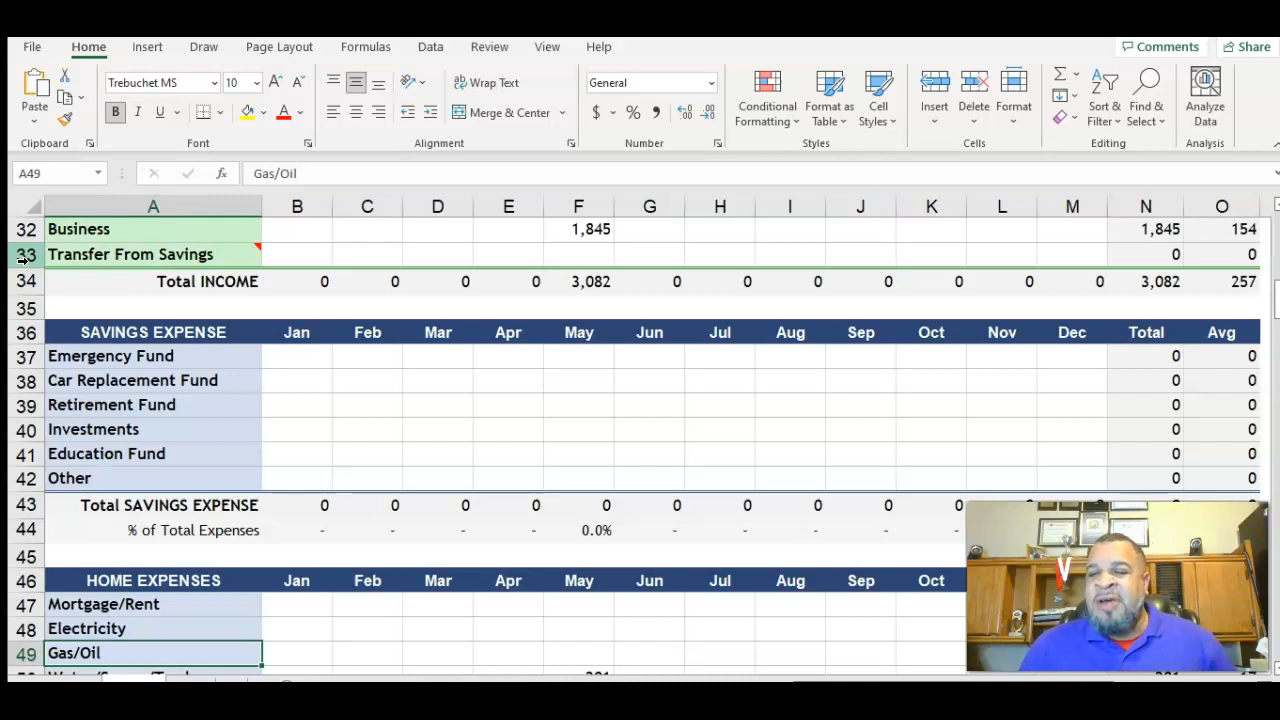 File Home Insert Draw Page Layout Formulas Data Review View Help Comments Share
Trebuchet MS 10 Wrap Text General
Paste B I U Merge & Center $ % Conditional Formatting Format as Table Cell Styles Insert Delete Format Sort & Filter Find & Select Analyze Data
Clipboard Font Alignment Number Styles Cells Editing Analysis
A49 fx Gas/Oil
A B C D E F G H I J K L M N O
32 Business 1,845 1,845 154
33 Transfer From Savings 0 0
34 Total INCOME 0 0 0 0 3,082 0 0 0 0 0 0 0 3,082 257
35
36 SAVINGS EXPENSE Jan Feb Mar Apr May Jun Jul Aug Sep Oct Nov Dec Total Avg
37 Emergency Fund 0 0
38 Car Replacement Fund 0 0
39 Retirement Fund 0 0
40 Investments 0 0
41 Education Fund 0 0
42 Other 0 0
43 Total SAVINGS EXPENSE 0 0 0 0 0 0 0 0 0 0
44 % of Total Expenses - - - - 0.0% - - - - -
45
46 HOME EXPENSES Jan Feb Mar Apr May Jun Jul Aug Sep Oct
47 Mortgage/Rent
48 Electricity
49 Gas/Oil